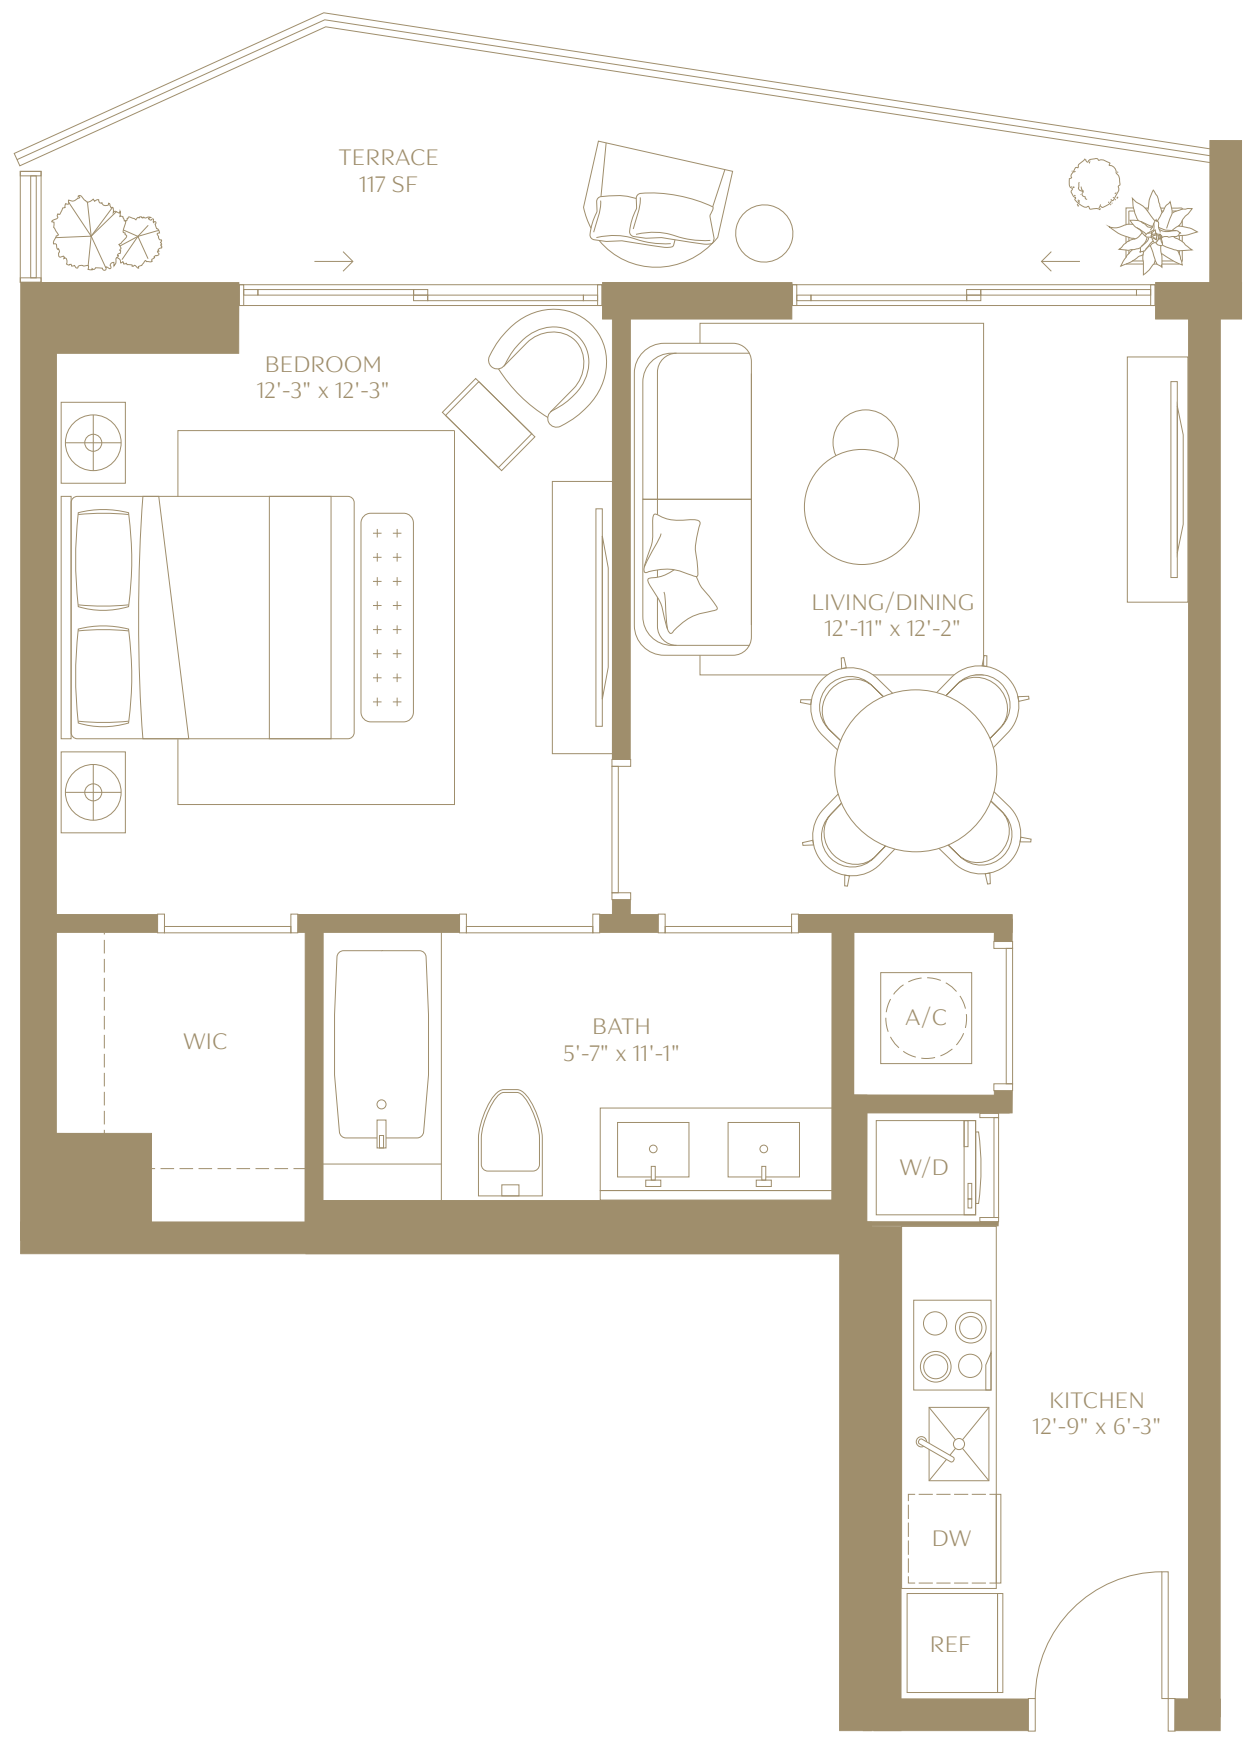 TERRACE
117 SF
BEDROOM
12'-3" x 12'-3"
LIVING/DINING
12'-11" x 12'-2"
WIC
BATH
5'-7" x 11'-1"
A/C
W/D
KITCHEN
12'-9" x 6'-3"
DW
REF